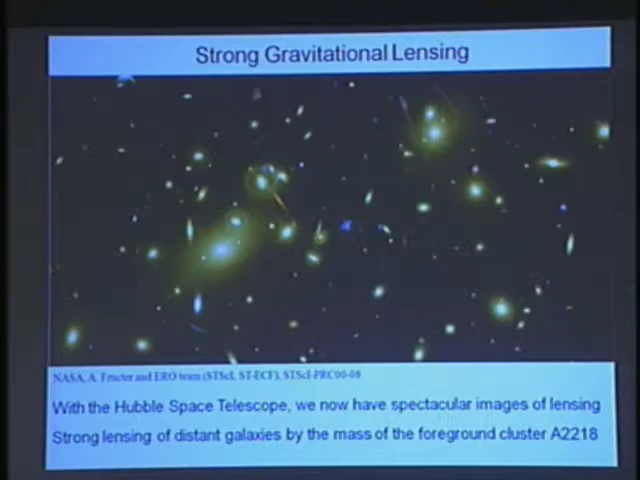 Strong Gravitational Lensing
NASA, A. Fructer and ERO team (STScI, ST-ECF), STScI-PRC00-08
With the Hubble Space Telescope, we now have spectacular images of lensing
Strong lensing of distant galaxies by the mass of the foreground cluster A2218